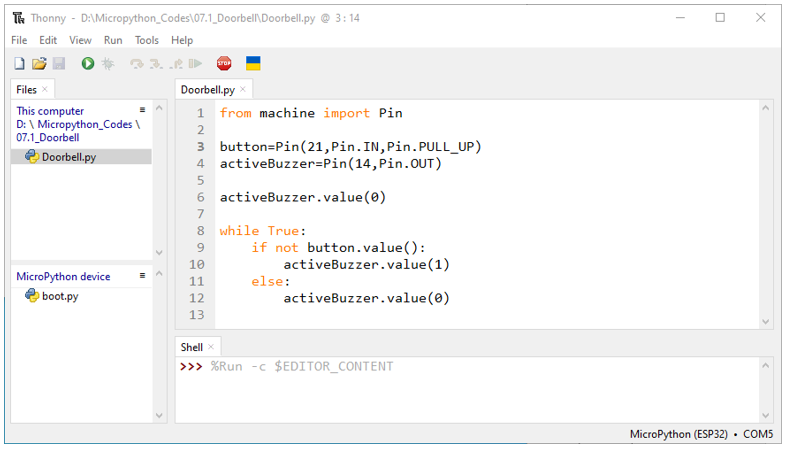 Thonny - D:\Micropython_Codes\07.1_Doorbell\Doorbell.py @ 3 : 14
File Edit View Run Tools Help
STOP
Files ×
This computer
D: \ Micropython_Codes \
07.1_Doorbell
Doorbell.py
MicroPython device
boot.py
Doorbell.py ×
1 from machine import Pin
2
3 button=Pin(21,Pin.IN,Pin.PULL_UP)
4 activeBuzzer=Pin(14,Pin.OUT)
5
6 activeBuzzer.value(0)
7
8 while True:
9     if not button.value():
10         activeBuzzer.value(1)
11     else:
12         activeBuzzer.value(0)
13
Shell ×
>>> %Run -c $EDITOR_CONTENT
MicroPython (ESP32) • COM5